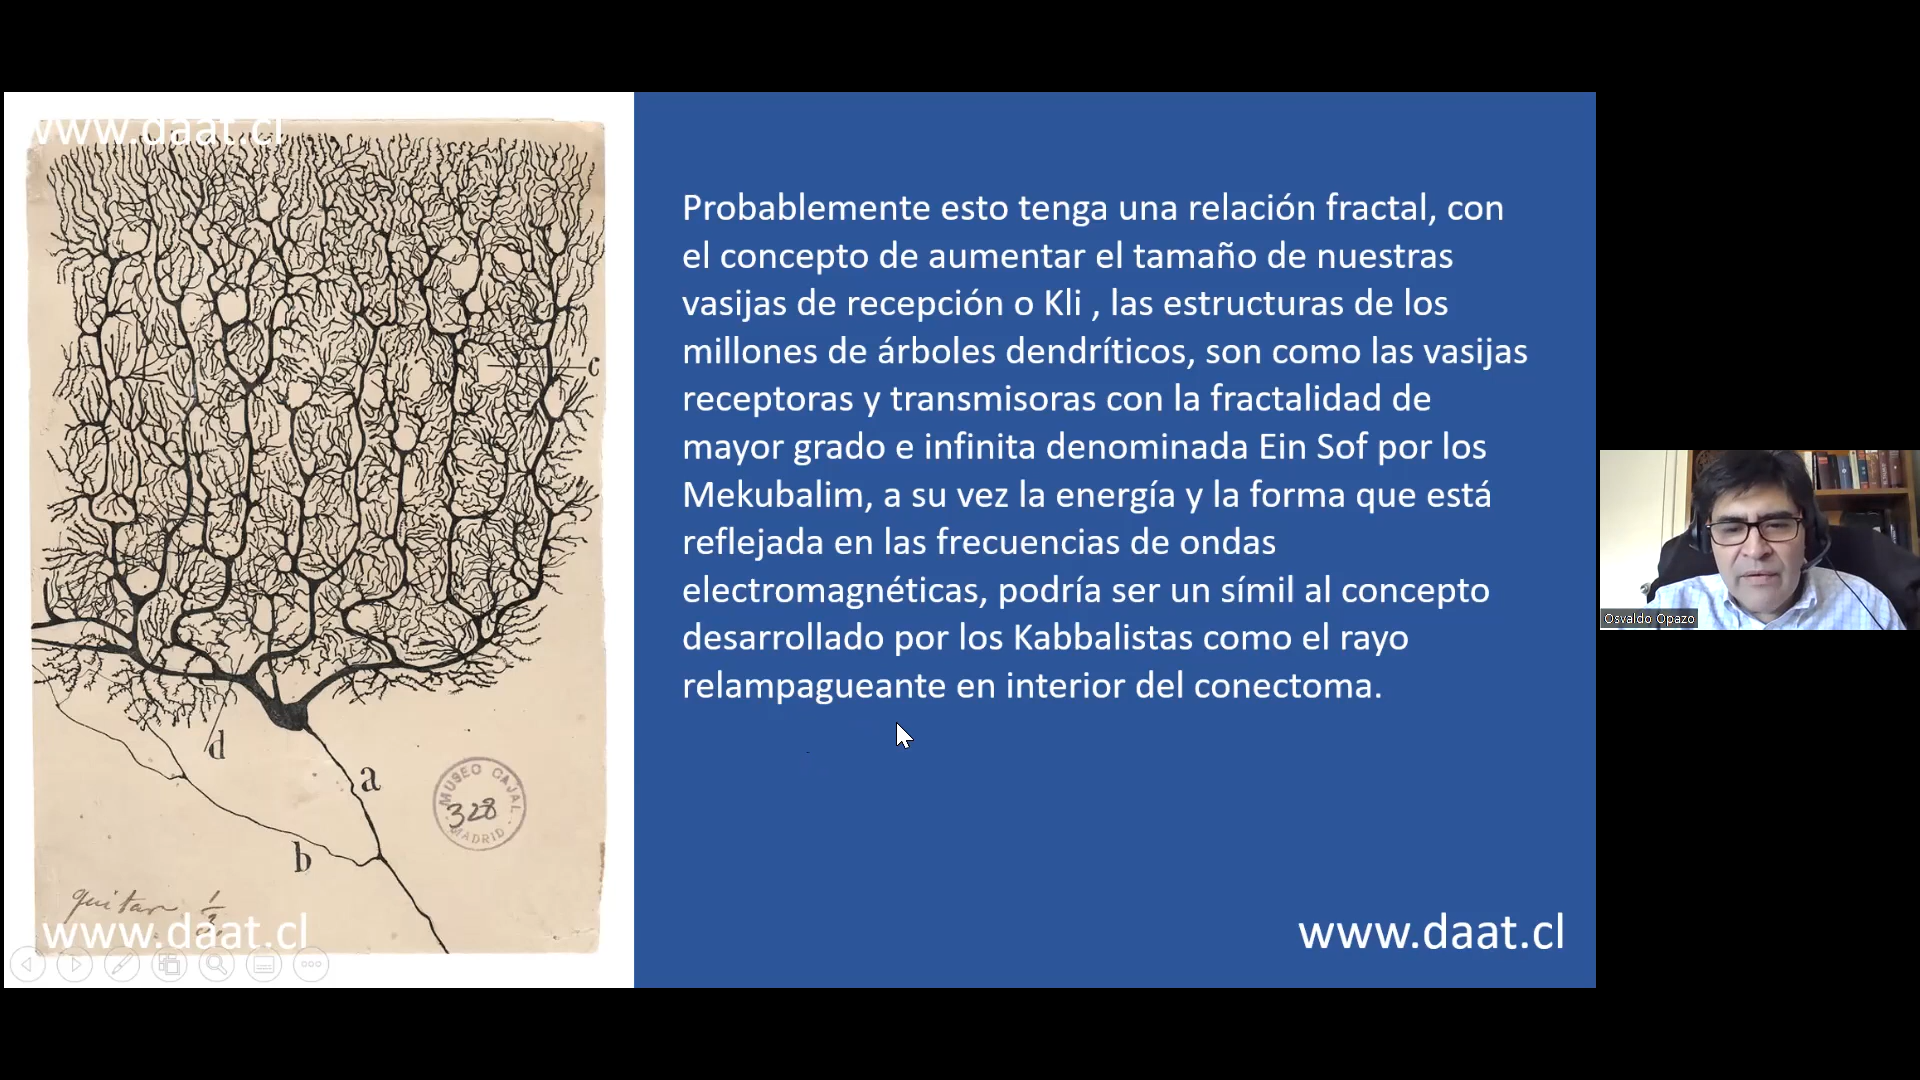 www.daat.cl
Probablemente esto tenga una relación fractal, con
el concepto de aumentar el tamaño de nuestras
vasijas de recepción o Kli , las estructuras de los
millones de árboles dendríticos, son como las vasijas
receptoras y transmisoras con la fractalidad de
mayor grado e infinita denominada Ein Sof por los
Mekubalim, a su vez la energía y la forma que está
reflejada en las frecuencias de ondas
electromagnéticas, podría ser un símil al concepto
desarrollado por los Kabbalistas como el rayo
relampagueante en interior del conectoma.
c
d
a
b
MUSEO CAJAL
328
MADRID
quitar 1/3
www.daat.cl
www.daat.cl
Osvaldo Opazo